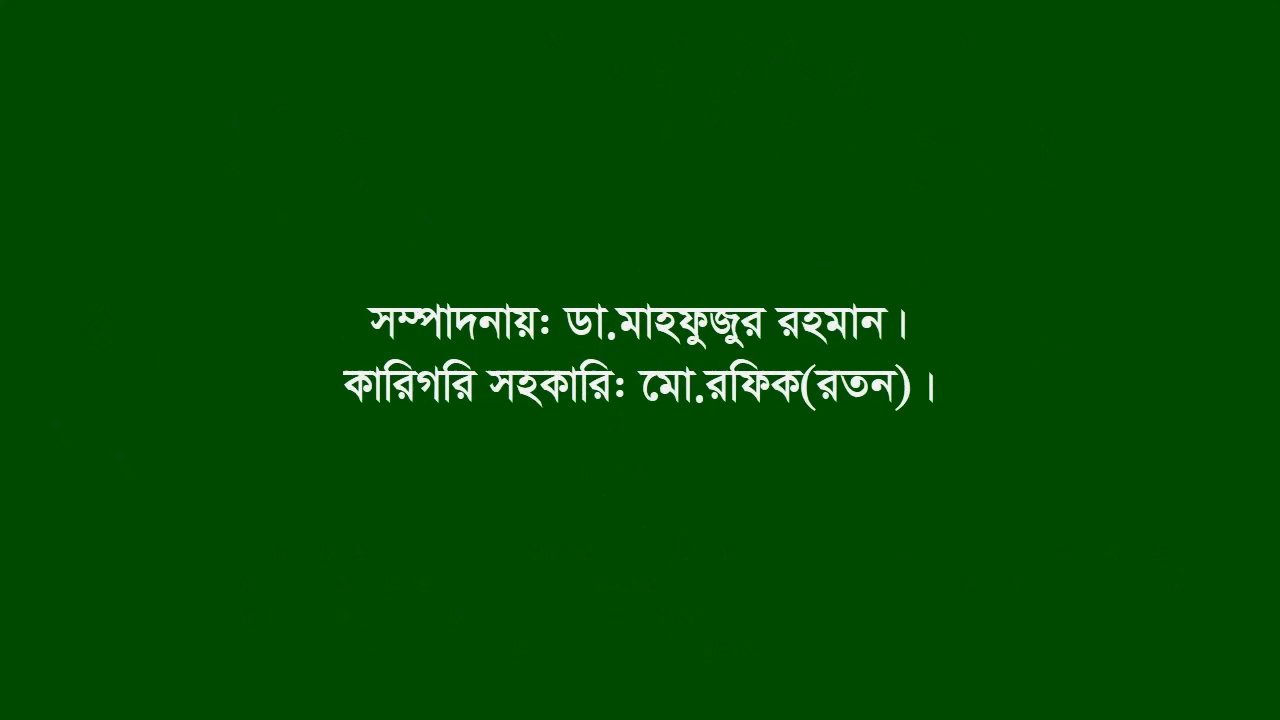 সম্পাদনায়: ডা.মাহফুজুর রহমান।
কারিগরি সহকারি: মো.রফিক(রতন)।